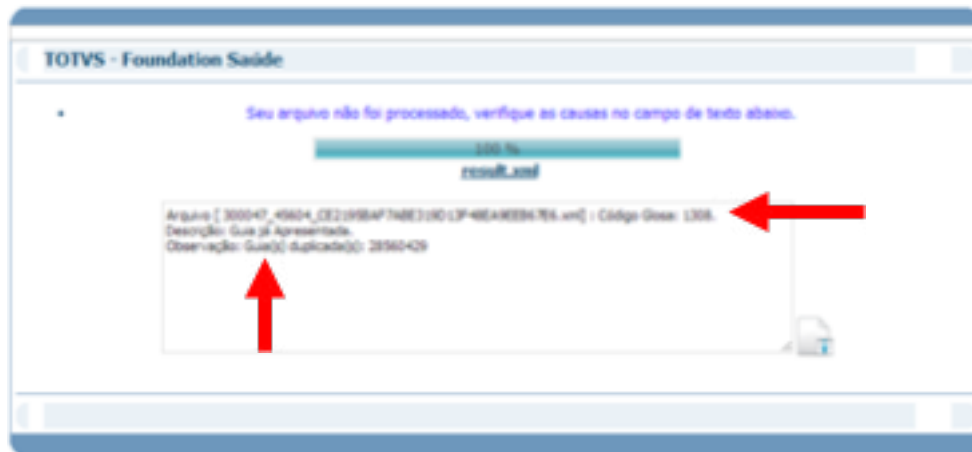 TOTVS - Foundation Saúde
Seu arquivo não foi processado, verifique as causas no campo de texto abaixo.
100 %
result.xml
Arquivo [ : Código Glosa: 1308.
Descrição: Guia já Apresentada.
Observação: Guia(s) duplicada(s): 28560429